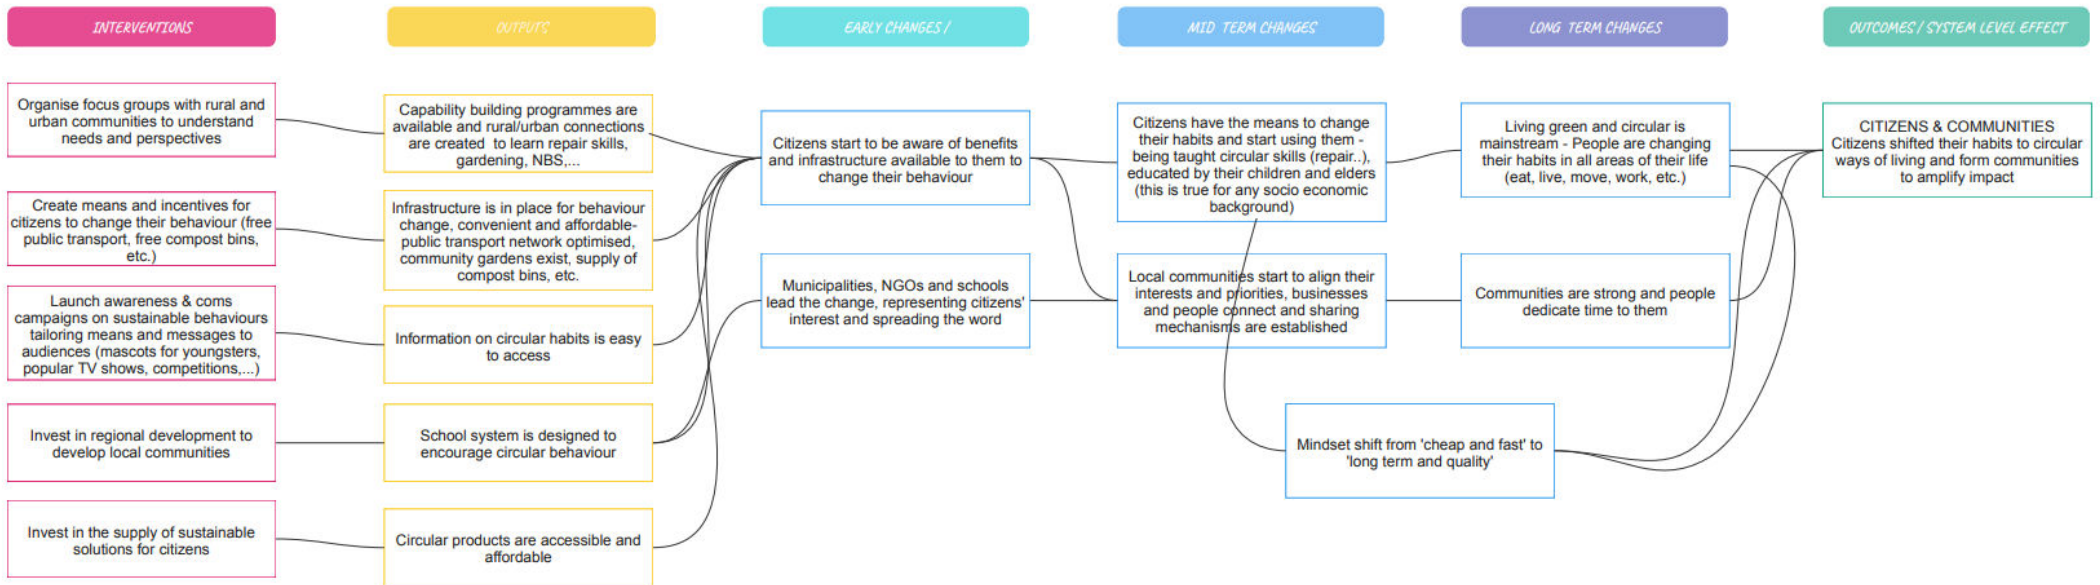 INTERVENTIONS
OUTPUTS
EARLY CHANGES /
MID TERM CHANGES
LONG TERM CHANGES
OUTCOMES / SYSTEM LEVEL EFFECT
Organise focus groups with rural and
urban communities to understand
needs and perspectives
Create means and incentives for
citizens to change their behaviour (free
public transport, free compost bins,
etc.)
Launch awareness & coms
campaigns on sustainable behaviours
tailoring means and messages to
audiences (mascots for youngsters,
popular TV shows, competitions,...)
Invest in regional development to
develop local communities
Invest in the supply of sustainable
solutions for citizens
Capability building programmes are
available and rural/urban connections
are created to learn repair skills,
gardening, NBS,...
Infrastructure is in place for behaviour
change, convenient and affordable-
public transport network optimised,
community gardens exist, supply of
compost bins, etc.
Information on circular habits is easy
to access
School system is designed to
encourage circular behaviour
Circular products are accessible and
affordable
Citizens start to be aware of benefits
and infrastructure available to them to
change their behaviour
Municipalities, NGOs and schools
lead the change, representing citizens'
interest and spreading the word
Citizens have the means to change
their habits and start using them -
being taught circular skills (repair..),
educated by their children and elders
(this is true for any socio economic
background)
Local communities start to align their
interests and priorities, businesses
and people connect and sharing
mechanisms are established
Mindset shift from 'cheap and fast' to
'long term and quality'
Living green and circular is
mainstream - People are changing
their habits in all areas of their life
(eat, live, move, work, etc.)
Communities are strong and people
dedicate time to them
CITIZENS & COMMUNITIES
Citizens shifted their habits to circular
ways of living and form communities
to amplify impact